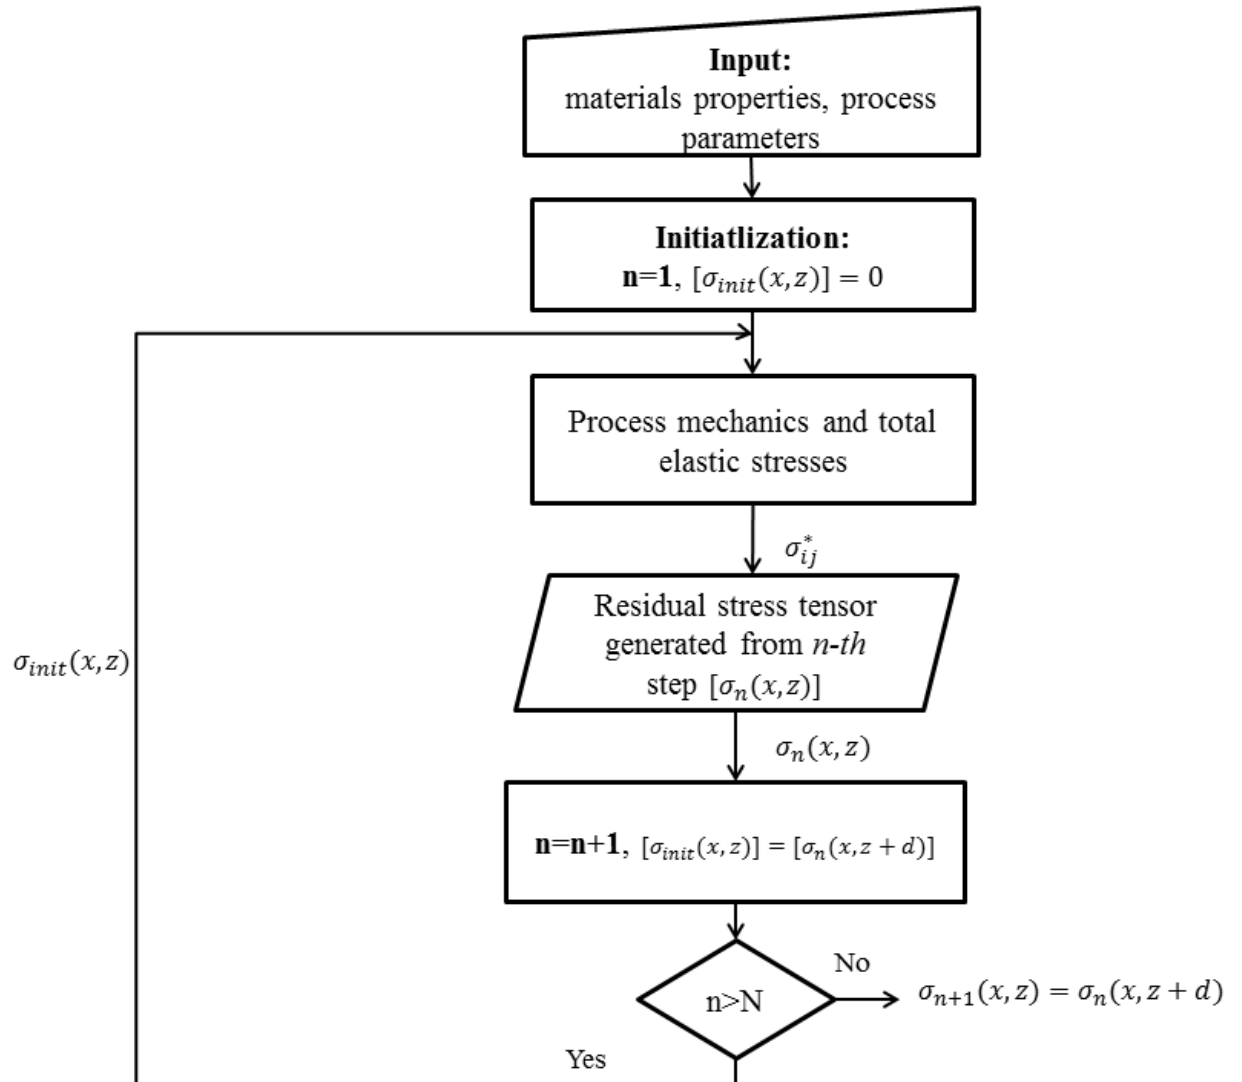 Input:
materials properties, process
parameters
Initiatlization:
n=1, [σ_init(x,z)] = 0
Process mechanics and total
elastic stresses
σ*_ij
Residual stress tensor
generated from n-th
step [σ_n(x,z)]
σ_init(x,z)
σ_n(x,z)
n=n+1, [σ_init(x,z)] = [σ_n(x,z + d)]
No
n>N
σ_{n+1}(x,z) = σ_n(x,z + d)
Yes